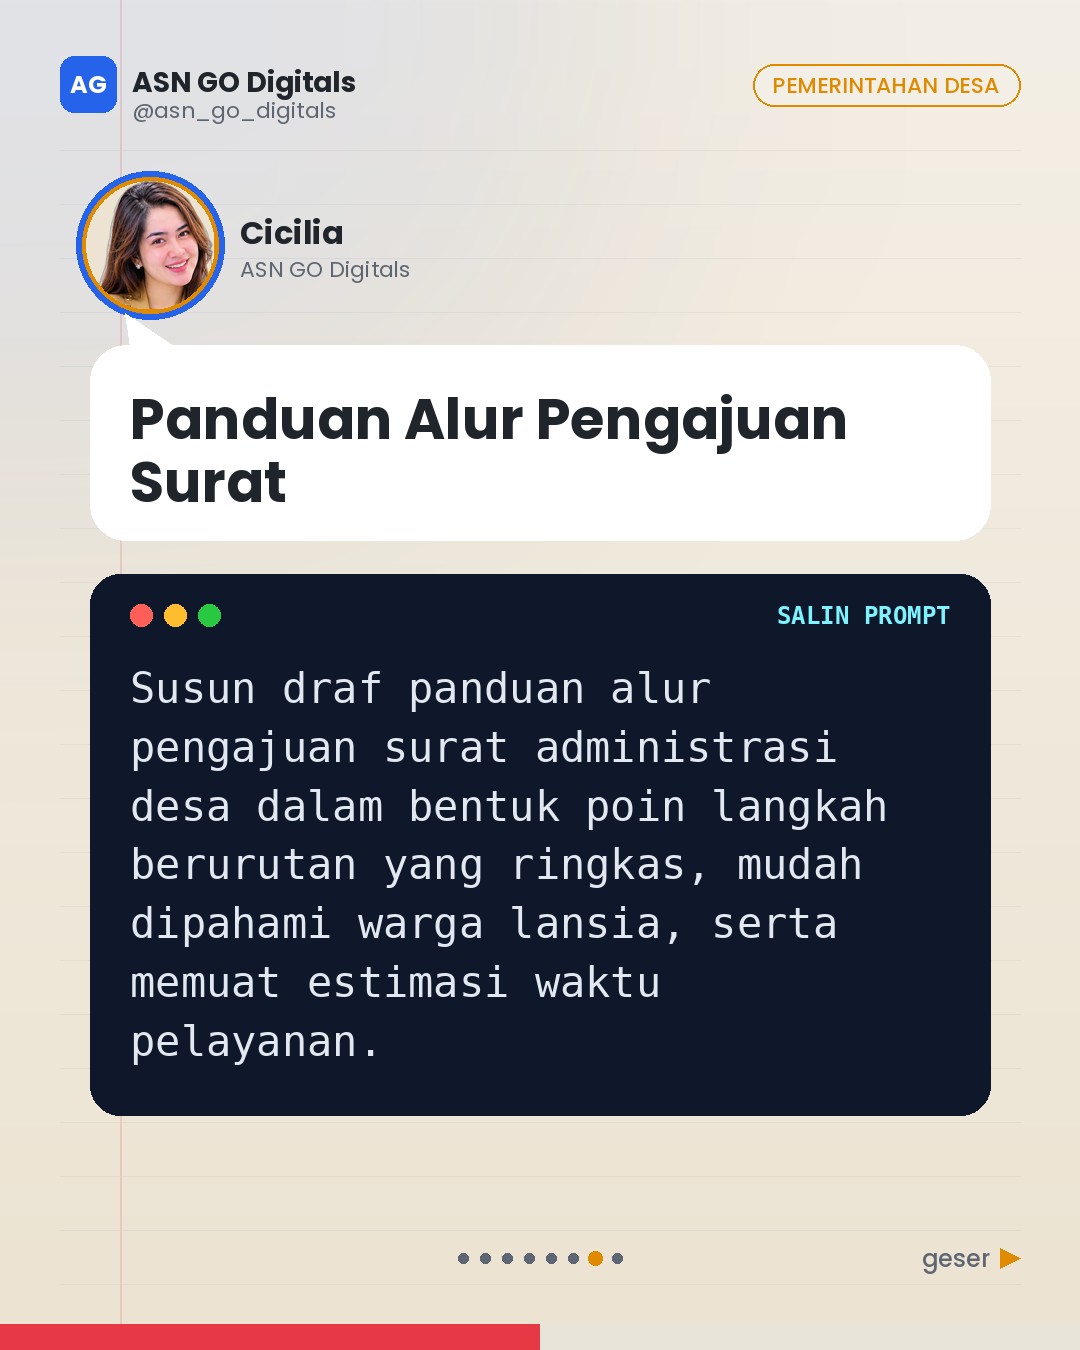 AG
ASN GO Digitals
@asn_go_digitals
PEMERINTAHAN DESA
Cicilia
ASN GO Digitals
Panduan Alur Pengajuan
Surat
SALIN PROMPT
Susun draf panduan alur
pengajuan surat administrasi
desa dalam bentuk poin langkah
berurutan yang ringkas, mudah
dipahami warga lansia, serta
memuat estimasi waktu
pelayanan.
geser